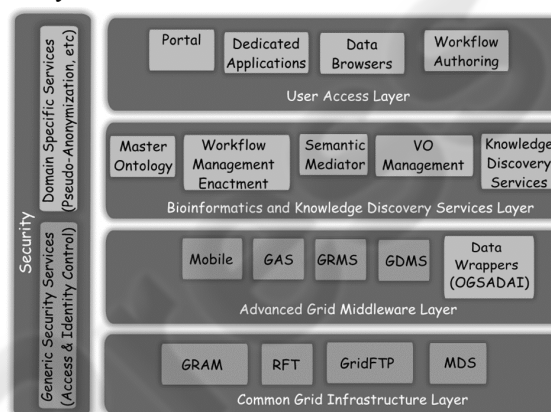 Security
Domain Specific Services
(Pseudo-Anonymization, etc)
Generic Security Services
(Access & Identity Control)
Portal
Dedicated
Applications
Data
Browsers
Workflow
Authoring
User Access Layer
Master
Ontology
Workflow
Management
Enactment
Semantic
Mediator
VO
Management
Knowledge
Discovery
Services
Bioinformatics and Knowledge Discovery Services Layer
Mobile
GAS
GRMS
GDMS
Data
Wrappers
(OGSADAI)
Advanced Grid Middleware Layer
GRAM
RFT
GridFTP
MDS
Common Grid Infrastructure Layer